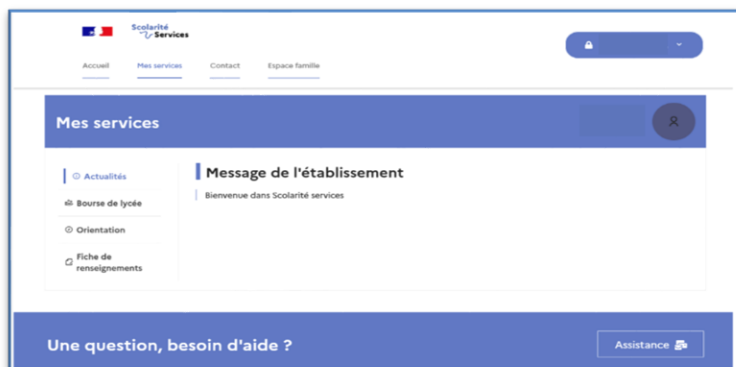 Scolarité
Services
Accueil
Mes services
Contact
Espace famille
Mes services
Actualités
Bourse de lycée
Orientation
Fiche de
renseignements
Message de l'établissement
Bienvenue dans Scolarité services
Une question, besoin d'aide ?
Assistance